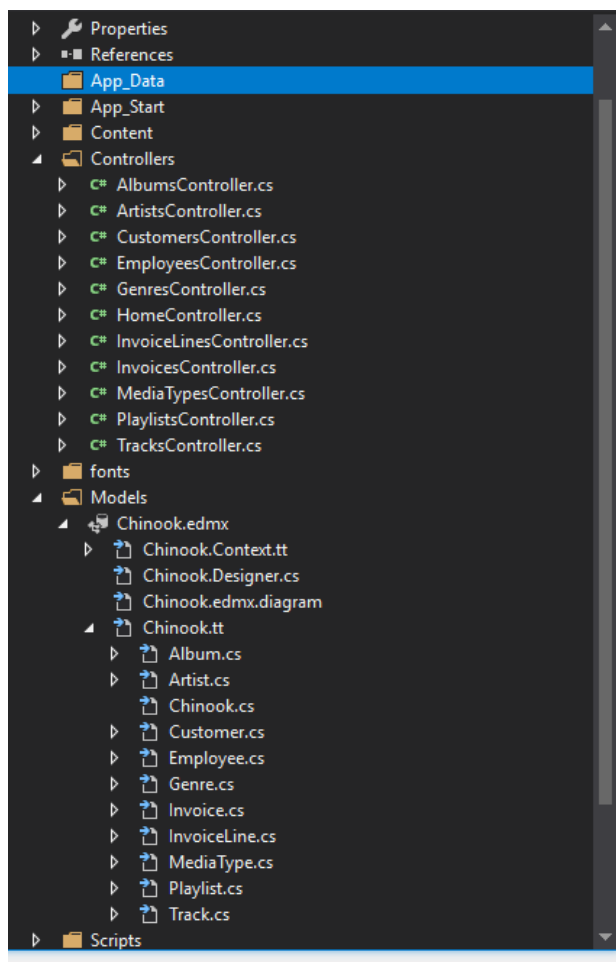 Properties
References
App_Data
App_Start
Content
Controllers
C# AlbumsController.cs
C# ArtistsController.cs
C# CustomersController.cs
C# EmployeesController.cs
C# GenresController.cs
C# HomeController.cs
C# InvoiceLinesController.cs
C# InvoicesController.cs
C# MediaTypesController.cs
C# PlaylistsController.cs
C# TracksController.cs
fonts
Models
Chinook.edmx
Chinook.Context.tt
Chinook.Designer.cs
Chinook.edmx.diagram
Chinook.tt
Album.cs
Artist.cs
Chinook.cs
Customer.cs
Employee.cs
Genre.cs
Invoice.cs
InvoiceLine.cs
MediaType.cs
Playlist.cs
Track.cs
Scripts